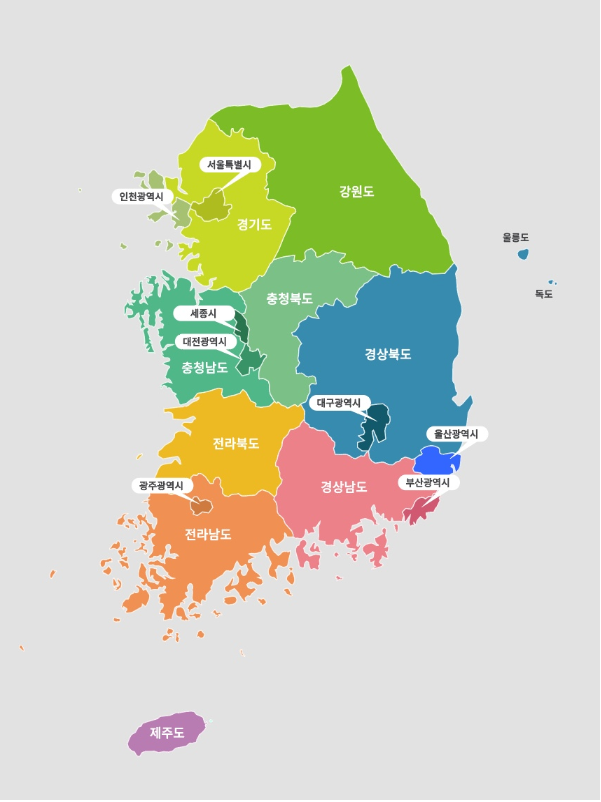 서울특별시
강원도
인천광역시
경기도
울릉도
독도
충청북도
세종시
대전광역시
경상북도
충청남도
대구광역시
울산광역시
전라북도
부산광역시
광주광역시
경상남도
전라남도
제주도